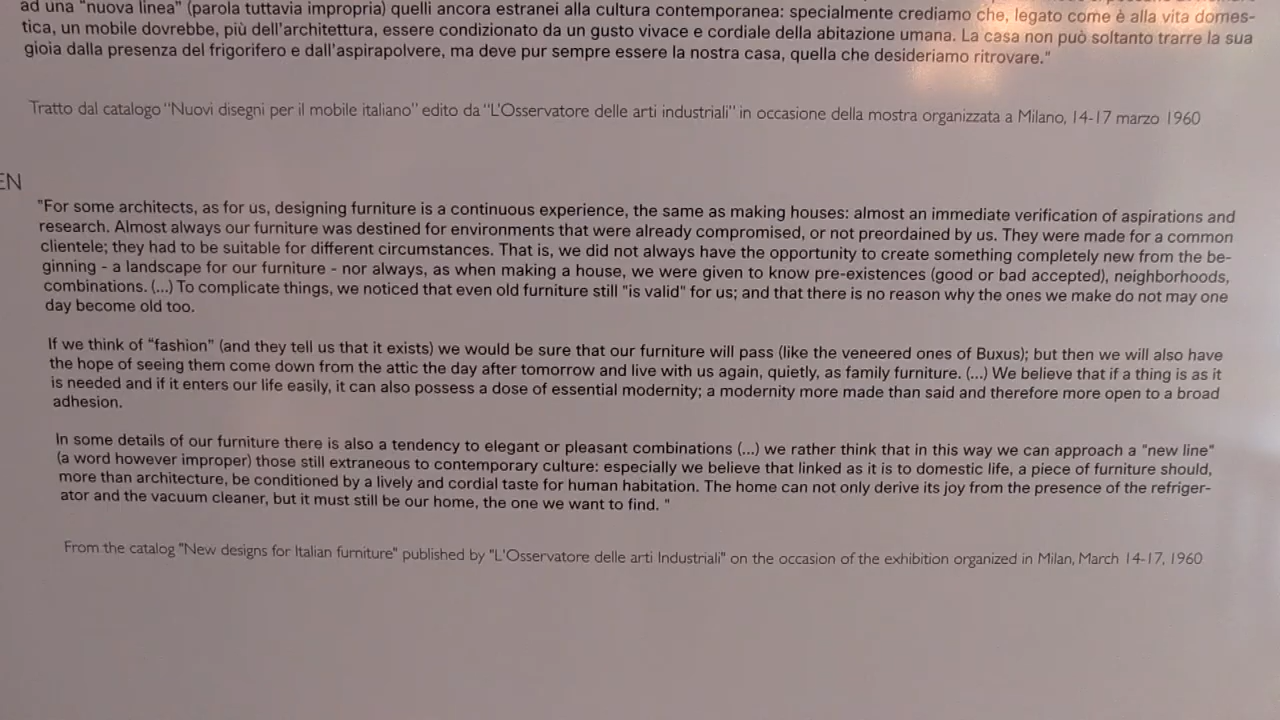 ad una "nuova linea" (parola tuttavia impropria) quelli ancora estranei alla cultura contemporanea: specialmente crediamo che, legato come è alla vita domes-
tica, un mobile dovrebbe, più dell'architettura, essere condizionato da un gusto vivace e cordiale della abitazione umana. La casa non può soltanto trarre la sua
gioia dalla presenza del frigorifero e dall'aspirapolvere, ma deve pur sempre essere la nostra casa, quella che desideriamo ritrovare."
Tratto dal catalogo "Nuovi disegni per il mobile italiano" edito da "L'Osservatore delle arti industriali" in occasione della mostra organizzata a Milano, 14-17 marzo 1960
EN
"For some architects, as for us, designing furniture is a continuous experience, the same as making houses: almost an immediate verification of aspirations and
research. Almost always our furniture was destined for environments that were already compromised, or not preordained by us. They were made for a common
clientele; they had to be suitable for different circumstances. That is, we did not always have the opportunity to create something completely new from the be-
ginning - a landscape for our furniture - nor always, as when making a house, we were given to know pre-existences (good or bad accepted), neighborhoods,
combinations. (...) To complicate things, we noticed that even old furniture still "is valid" for us; and that there is no reason why the ones we make do not may one
day become old too.
If we think of "fashion" (and they tell us that it exists) we would be sure that our furniture will pass (like the veneered ones of Buxus); but then we will also have
the hope of seeing them come down from the attic the day after tomorrow and live with us again, quietly, as family furniture. (...) We believe that if a thing is as it
is needed and if it enters our life easily, it can also possess a dose of essential modernity; a modernity more made than said and therefore more open to a broad
adhesion.
In some details of our furniture there is also a tendency to elegant or pleasant combinations (...) we rather think that in this way we can approach a "new line"
(a word however improper) those still extraneous to contemporary culture: especially we believe that linked as it is to domestic life, a piece of furniture should,
more than architecture, be conditioned by a lively and cordial taste for human habitation. The home can not only derive its joy from the presence of the refriger-
ator and the vacuum cleaner, but it must still be our home, the one we want to find. "
From the catalog "New designs for Italian furniture" published by "L'Osservatore delle arti Industriali" on the occasion of the exhibition organized in Milan, March 14-17, 1960